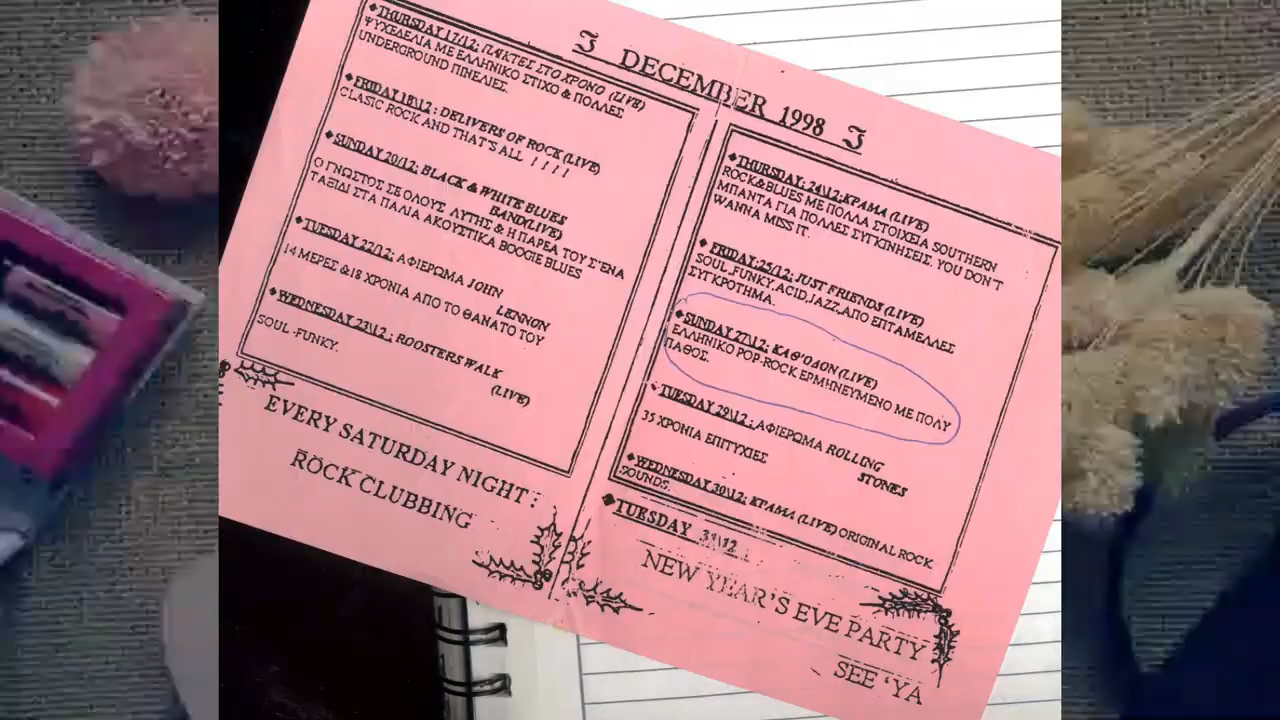 DECEMBER 1998
◆THURSDAY 17/12: ΠΑΙΚΤΕΣ ΣΤΟ ΧΡΟΝΟ (LIVE)
ΨΥΧΕΔΕΛΙΑ ΜΕ ΕΛΛΗΝΙΚΟ ΣΤΙΧΟ & ΠΟΛΛΕΣ
UNDERGROUND ΠΙΝΕΛΙΕΣ.
◆FRIDAY 18\12 : DELIVERS OF ROCK (LIVE)
CLASIC ROCK AND THAT'S ALL ! ! ! !
◆SUNDAY 20/12: BLACK & WHITE BLUES
BAND(LIVE)
Ο ΓΝΩΣΤΟΣ ΣΕ ΟΛΟΥΣ ΛΥΤΗΣ & Η ΠΑΡΕΑ ΤΟΥ Σ'ΕΝΑ
ΤΑΞΙΔΙ ΣΤΑ ΠΑΛΙΑ ΑΚΟΥΣΤΙΚΑ BOOGIE BLUES
◆TUESDAY 22/12: ΑΦΙΕΡΩΜΑ JOHN
LENNON
14 ΜΕΡΕΣ &18 ΧΡΟΝΙΑ ΑΠΟ ΤΟ ΘΑΝΑΤΟ ΤΟΥ
◆WEDNESDAY 23\12 : ROOSTERS WALK
(LIVE)
SOUL -FUNKY.
EVERY SATURDAY NIGHT :
ROCK CLUBBING
◆THURSDAY 24\12:ΚΡΑΜΑ (LIVE)
ROCK&BLUES ΜΕ ΠΟΛΛΑ ΣΤΟΙΧΕΙΑ SOUTHERN
ΜΠΑΝΤΑ ΓΙΑ ΠΟΛΛΕΣ ΣΥΓΚΙΝΗΣΕΙΣ. YOU DON'T
WANNA MISS IT.
◆FRIDAY 25/12: JUST FRIENDS (LIVE)
SOUL ,FUNKY,ACID,JAZZ,ΑΠΟ ΕΠΤΑΜΕΛΛΕΣ
ΣΥΓΚΡΟΤΗΜΑ.
◆SUNDAY 27\12: ΚΑΘ'ΟΔΟΝ (LIVE)
ΕΛΛΗΝΙΚΟ POP-ROCK ΕΡΜΗΝΕΥΜΕΝΟ ΜΕ ΠΟΛΥ
ΠΑΘΟΣ.
◆TUESDAY 29\12 : ΑΦΙΕΡΩΜΑ ROLLING
STONES
35 ΧΡΟΝΙΑ ΕΠΙΤΥΧΙΕΣ
◆WEDNESDAY 30\12: ΚΡΑΜΑ (LIVE) ORIGINAL ROCK
SOUNDS.
◆TUESDAY 31\12
NEW YEAR'S EVE PARTY
SEE 'YA